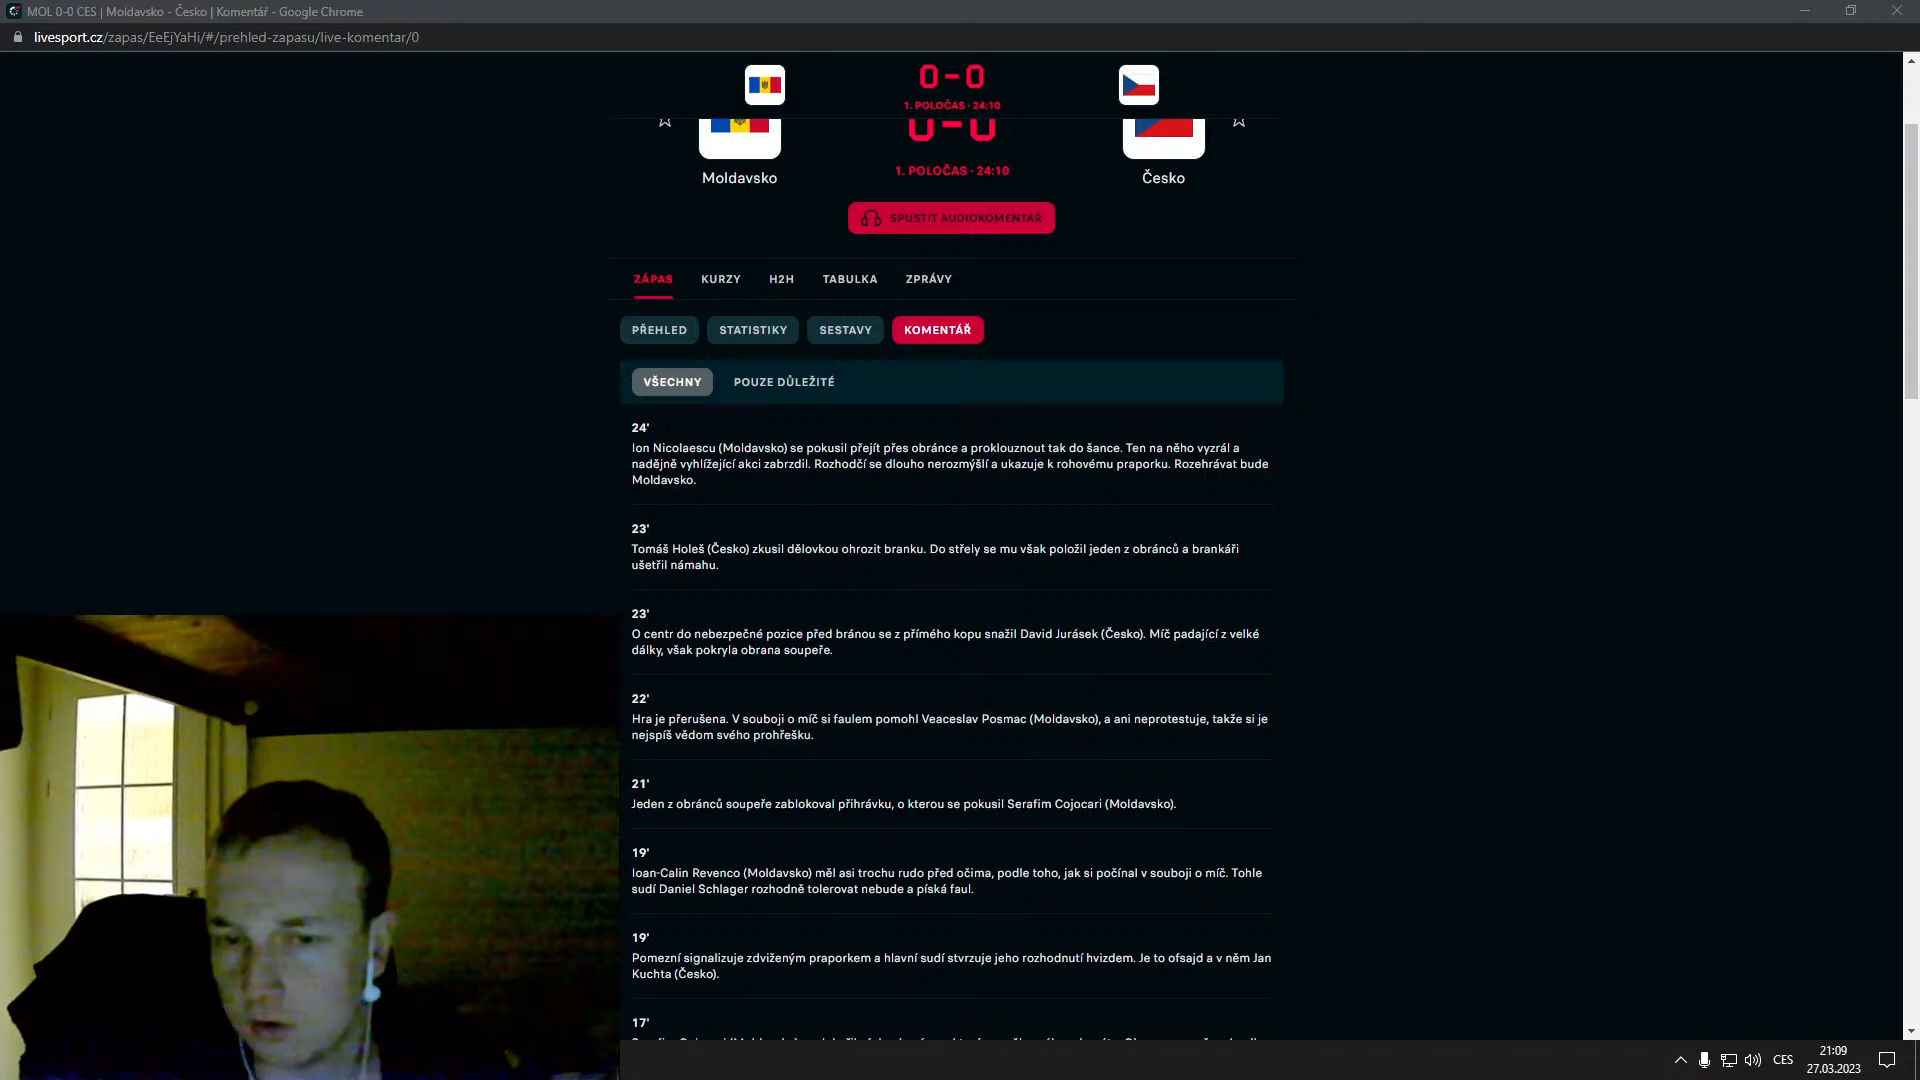 MOL 0-0 CES | Moldavsko - Česko | Komentář - Google Chrome
livesport.cz/zapas/EeEjYaHi/#/prehled-zapasu/live-komentar/0
0-0
1. POLOČAS - 24:10
0-0
1. POLOČAS - 24:10
Moldavsko
Česko
SPUSTIT AUDIOKOMENTÁŘ
ZÁPAS KURZY H2H TABULKA ZPRÁVY
PŘEHLED STATISTIKY SESTAVY KOMENTÁŘ
VŠECHNY POUZE DŮLEŽITÉ
24'
Ion Nicolaescu (Moldavsko) se pokusil přejít přes obránce a proklouznout tak do šance. Ten na něho vyzrál a
nadějně vyhlížející akci zabrzdil. Rozhodčí se dlouho nerozmýšlí a ukazuje k rohovému praporku. Rozehrávat bude
Moldavsko.
23'
Tomáš Holeš (Česko) zkusil dělovkou ohrozit branku. Do střely se mu však položil jeden z obránců a brankáři
ušetřil námahu.
23'
O centr do nebezpečné pozice před bránou se z přímého kopu snažil David Jurásek (Česko). Míč padající z velké
dálky, však pokryla obrana soupeře.
22'
Hra je přerušena. V souboji o míč si faulem pomohl Veaceslav Posmac (Moldavsko), a ani neprotestuje, takže si je
nejspíš vědom svého prohřešku.
21'
Jeden z obránců soupeře zablokoval přihrávku, o kterou se pokusil Serafim Cojocari (Moldavsko).
19'
Ioan-Calin Revenco (Moldavsko) měl asi trochu rudo před očima, podle toho, jak si počínal v souboji o míč. Tohle
sudí Daniel Schlager rozhodně tolerovat nebude a píská faul.
19'
Pomezní signalizuje zdviženým praporkem a hlavní sudí stvrzuje jeho rozhodnutí hvizdem. Je to ofsajd a v něm Jan
Kuchta (Česko).
17'
CES
21:09
27.03.2023